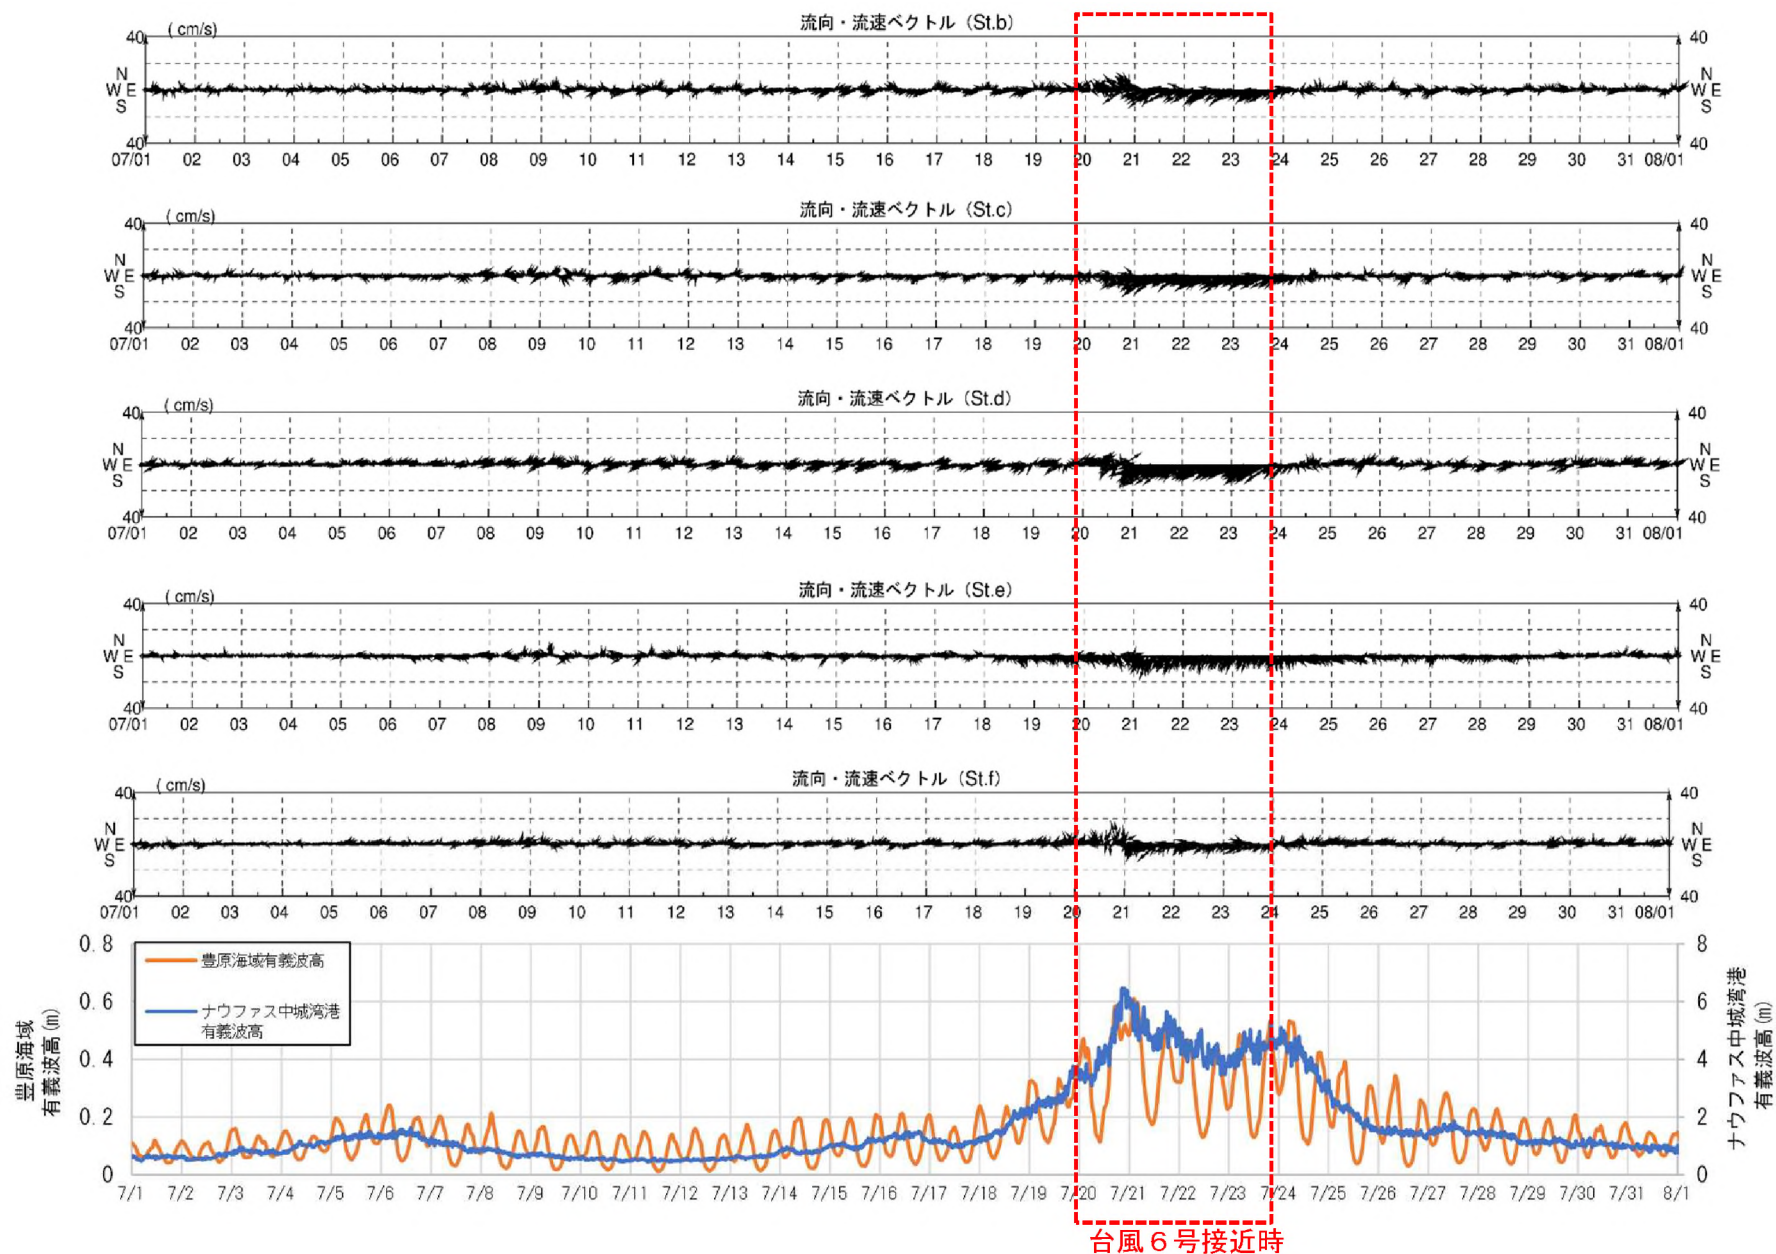 流向・流速ベクトル（St.b）
(cm/s)
40 40
N N
W E W E
S S
40 40
07/01 02 03 04 05 06 07 08 09 10 11 12 13 14 15 16 17 18 19 20 21 22 23 24 25 26 27 28 29 30 31 08/01
流向・流速ベクトル（St.c）
(cm/s)
40 40
N N
W E W E
S S
40 40
07/01 02 03 04 05 06 07 08 09 10 11 12 13 14 15 16 17 18 19 20 21 22 23 24 25 26 27 28 29 30 31 08/01
流向・流速ベクトル（St.d）
(cm/s)
40 40
N N
W E W E
S S
40 40
07/01 02 03 04 05 06 07 08 09 10 11 12 13 14 15 16 17 18 19 20 21 22 23 24 25 26 27 28 29 30 31 08/01
流向・流速ベクトル（St.e）
(cm/s)
40 40
N N
W E W E
S S
40 40
07/01 02 03 04 05 06 07 08 09 10 11 12 13 14 15 16 17 18 19 20 21 22 23 24 25 26 27 28 29 30 31 08/01
流向・流速ベクトル（St.f）
(cm/s)
40 40
N N
W E W E
S S
40 40
07/01 02 03 04 05 06 07 08 09 10 11 12 13 14 15 16 17 18 19 20 21 22 23 24 25 26 27 28 29 30 31 08/01
豊原海域
有義波高(m)
0.8 8
0.6 6
0.4 4
0.2 2
0 0
豊原海域有義波高
ナウファス中城湾港
有義波高
ナウファス中城湾港
有義波高(m)
7/1 7/2 7/3 7/4 7/5 7/6 7/7 7/8 7/9 7/10 7/11 7/12 7/13 7/14 7/15 7/16 7/17 7/18 7/19 7/20 7/21 7/22 7/23 7/24 7/25 7/26 7/27 7/28 7/29 7/30 7/31 8/1
台風６号接近時